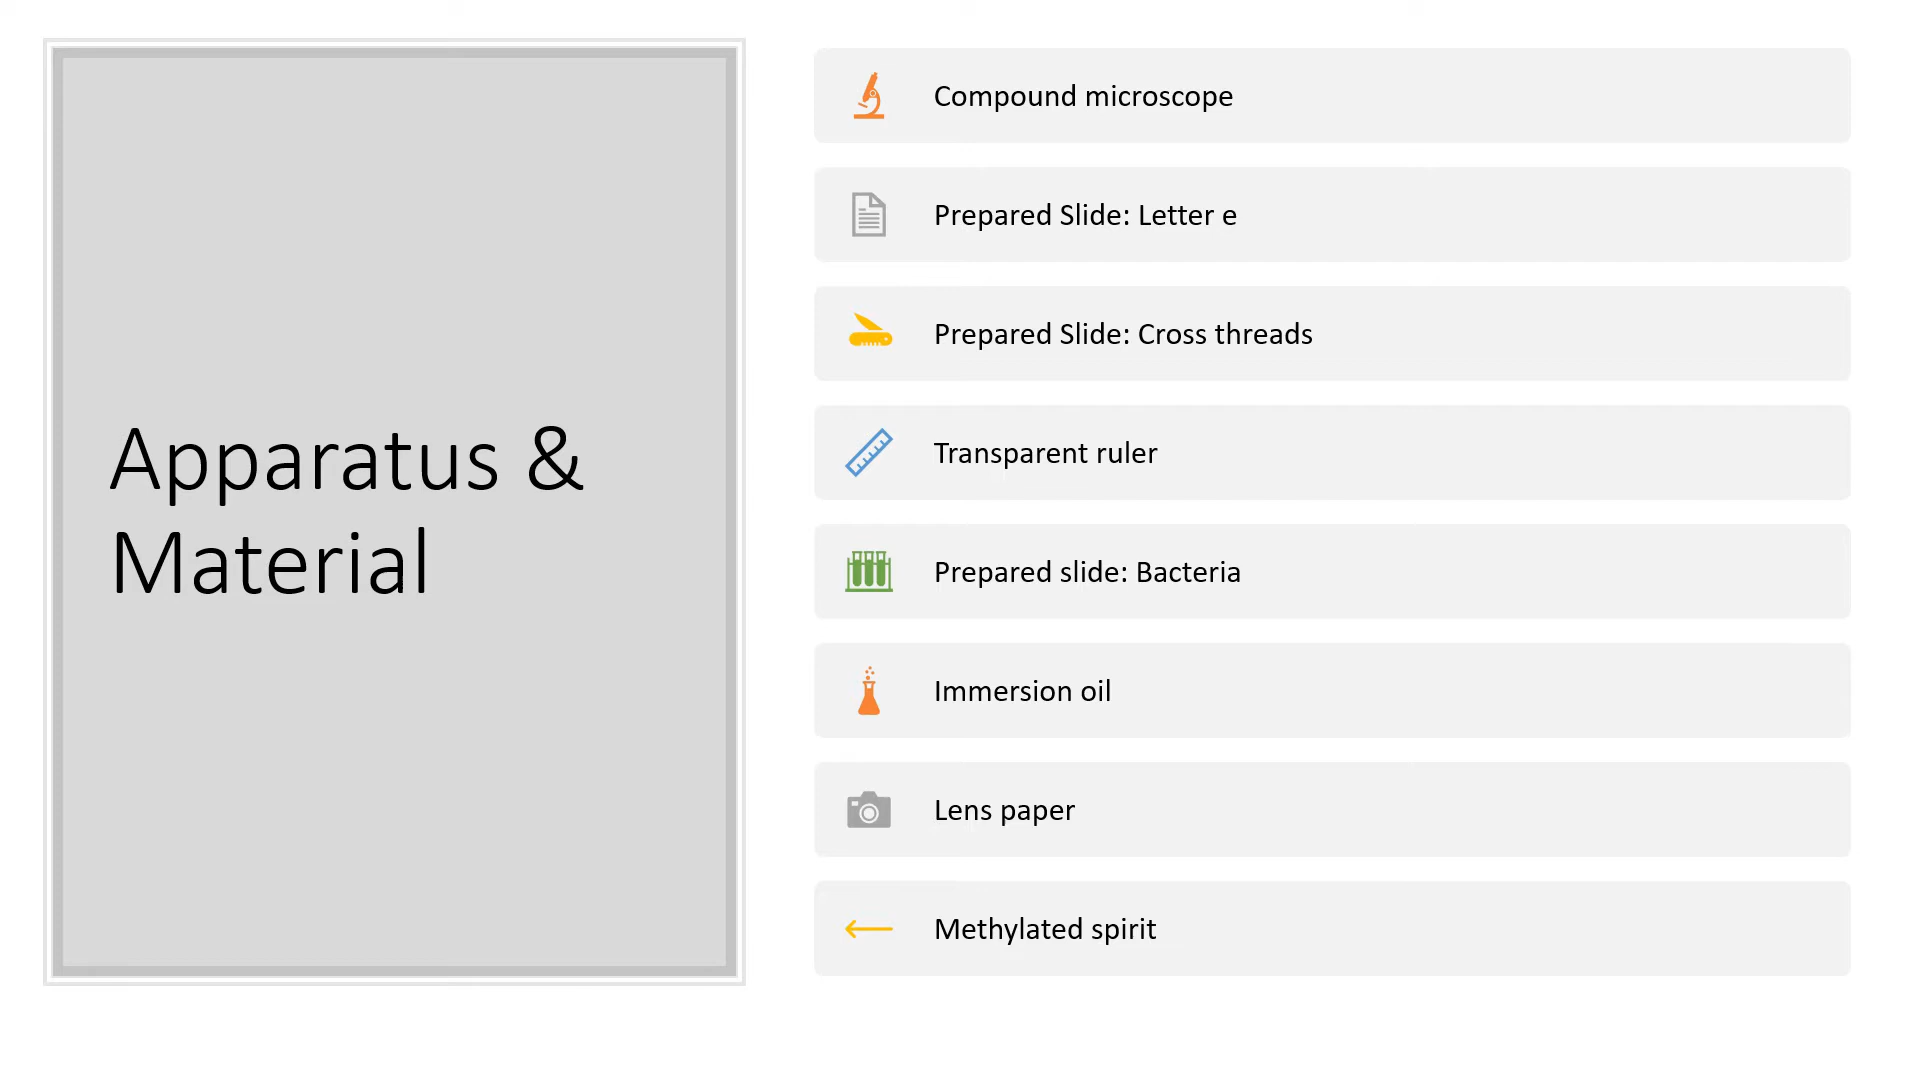 Apparatus &
Material
Compound microscope
Prepared Slide: Letter e
Prepared Slide: Cross threads
Transparent ruler
Prepared slide: Bacteria
Immersion oil
Lens paper
Methylated spirit